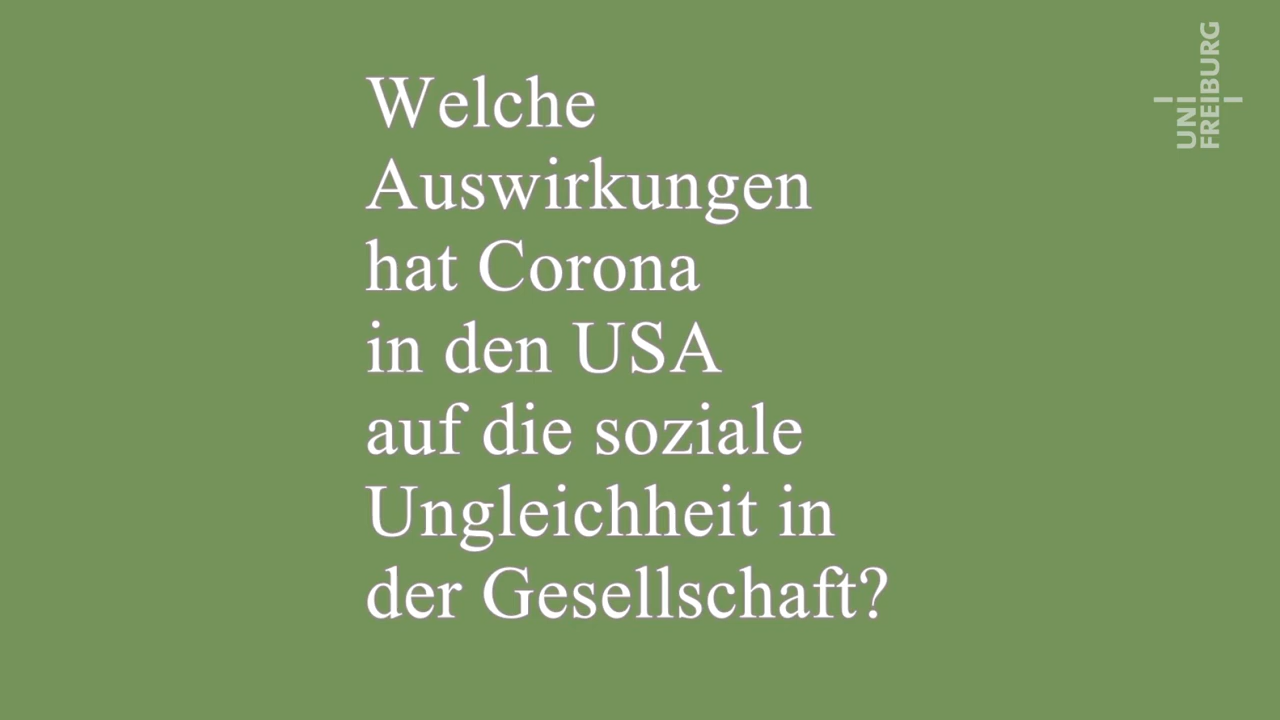 Welche
Auswirkungen
hat Corona
in den USA
auf die soziale
Ungleichheit in
der Gesellschaft?
UNI
FREIBURG